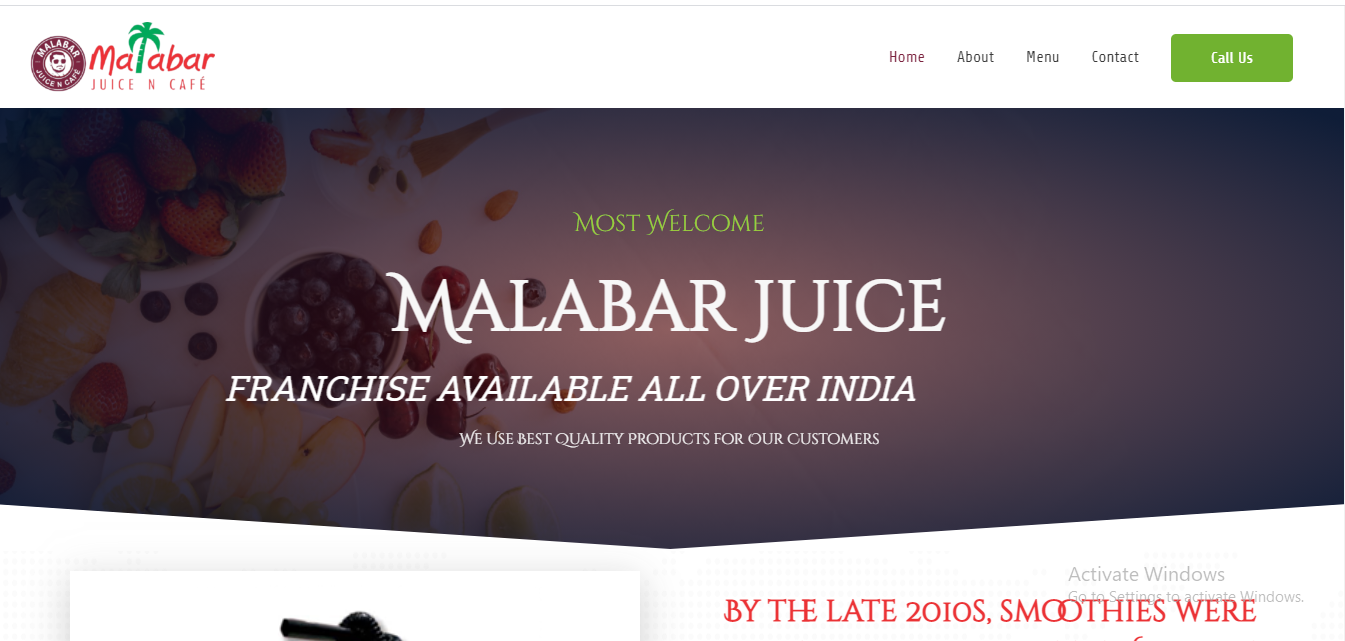 MALABAR
JUICE N CAFÉ
Malabar
JUICE N CAFÉ
Home
About
Menu
Contact
Call Us
Most Welcome
Malabar Juice
FRANCHISE AVAILABLE ALL OVER INDIA
We Use Best Quality Products for Our Customers
Activate Windows
Go to Settings to activate Windows.
By the late 2010s, smoothies were